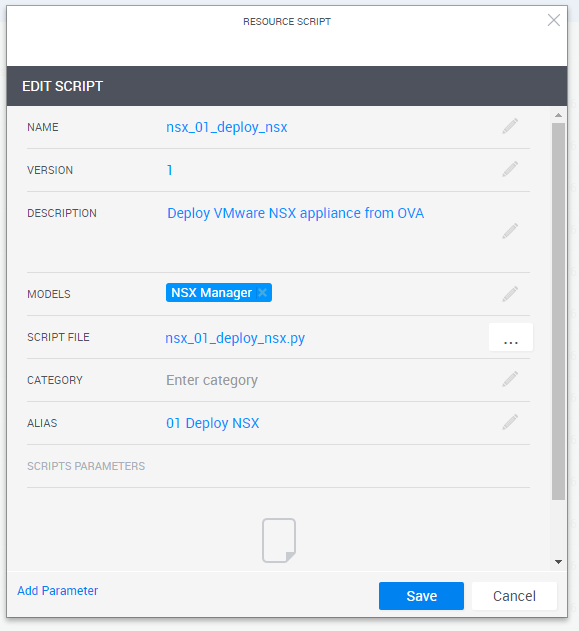 RESOURCE SCRIPT
EDIT SCRIPT
NAME nsx_01_deploy_nsx
VERSION 1
DESCRIPTION Deploy VMware NSX appliance from OVA
MODELS NSX Manager ×
SCRIPT FILE nsx_01_deploy_nsx.py ...
CATEGORY Enter category
ALIAS 01 Deploy NSX
SCRIPTS PARAMETERS
Add Parameter Save Cancel